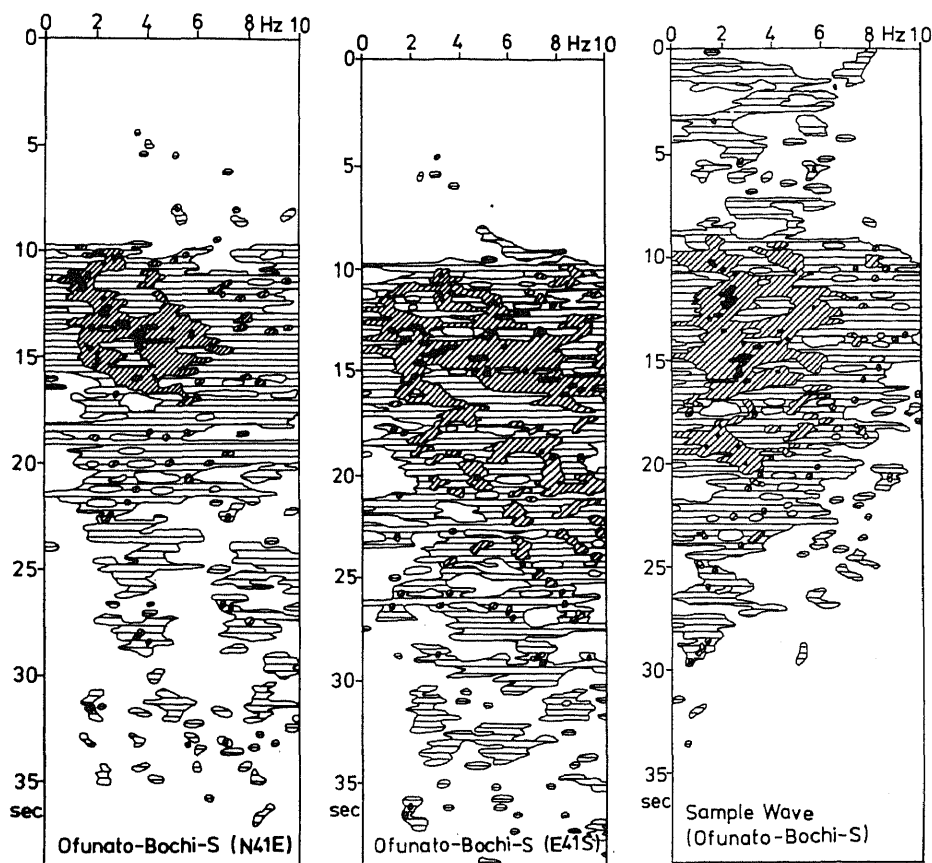 0 2 4 6 8 Hz 10
0
5
10
15
20
25
30
35
sec
Ofunato-Bochi-S (N41E)
0 2 4 6 8 Hz 10
0
5
10
15
20
25
30
35
sec
Ofunato-Bochi-S (E41S)
0 2 4 6 8 Hz 10
0
5
10
15
20
25
30
35
sec
Sample Wave
(Ofunato-Bochi-S)